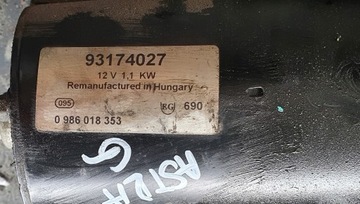 93174027
12 V 1,1 KW
Remanufactured in Hungary
095 RG 690
0 986 018 353
ASTRA
G